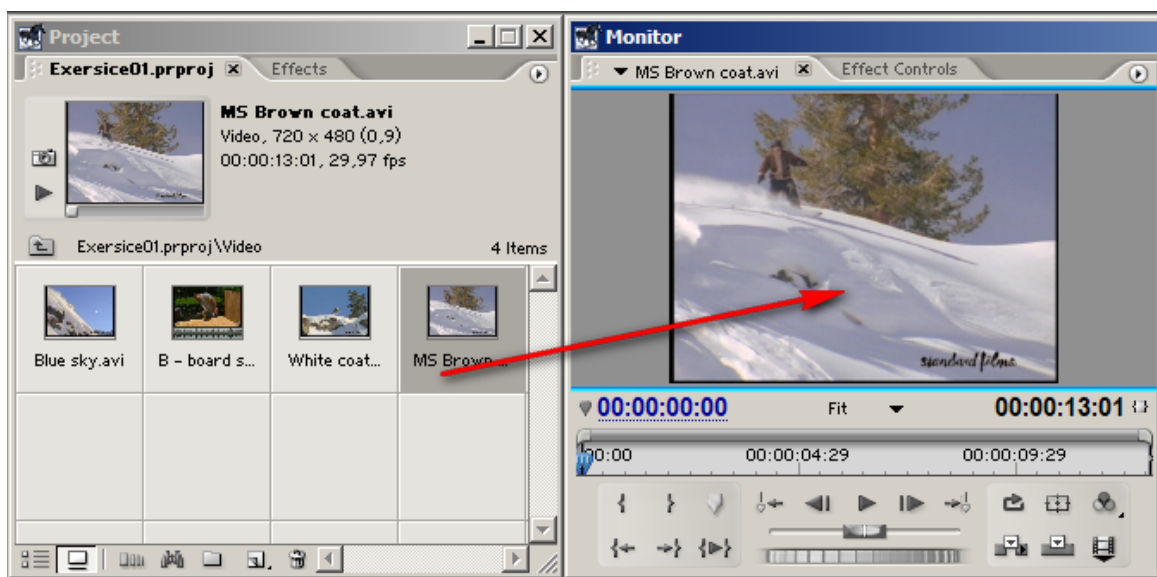 Project
Exersice01.prproj
Effects
MS Brown coat.avi
Video, 720 x 480 (0,9)
00:00:13:01, 29,97 fps
Exersice01.prproj\Video
4 Items
Blue sky.avi
B - board s...
White coat...
MS Brown ...
Monitor
MS Brown coat.avi
Effect Controls
standard films
00:00:00:00
Fit
00:00:13:01
00:00
00:00:04:29
00:00:09:29